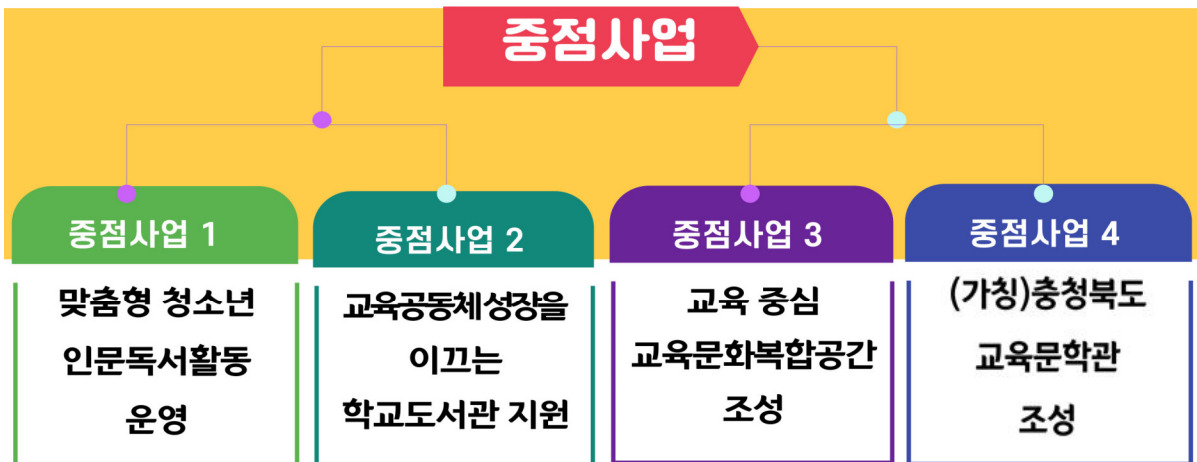 중점사업
중점사업 1
맞춤형 청소년
인문독서활동
운영
중점사업 2
교육공동체성장을
이끄는
학교도서관 지원
중점사업 3
교육 중심
교육문화복합공간
조성
중점사업 4
(가칭)충청북도
교육문학관
조성